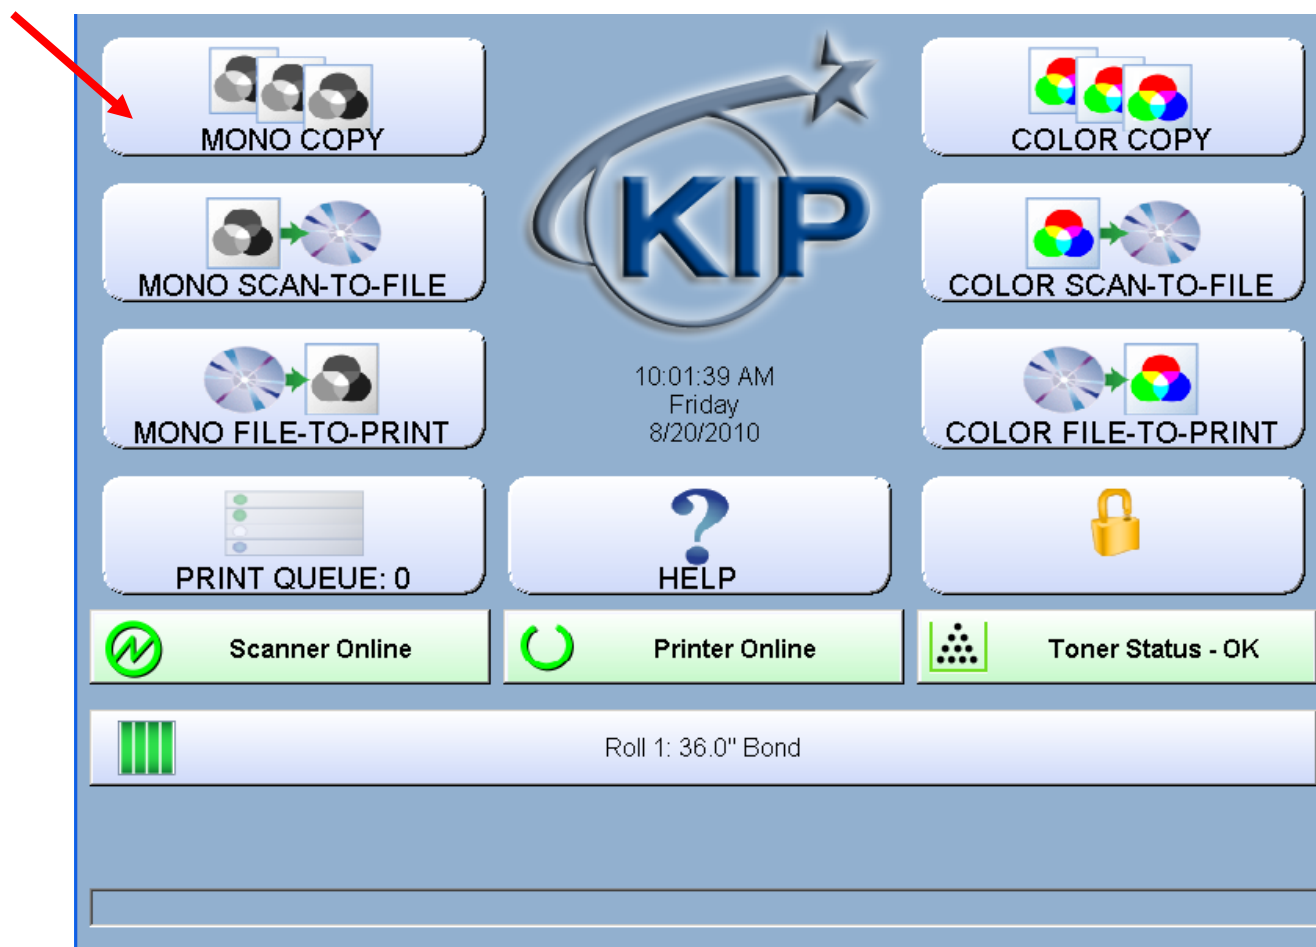 MONO COPY
COLOR COPY
KIP
MONO SCAN-TO-FILE
COLOR SCAN-TO-FILE
10:01:39 AM
Friday
8/20/2010
MONO FILE-TO-PRINT
COLOR FILE-TO-PRINT
PRINT QUEUE: 0
HELP
Scanner Online
Printer Online
Toner Status - OK
Roll 1: 36.0" Bond